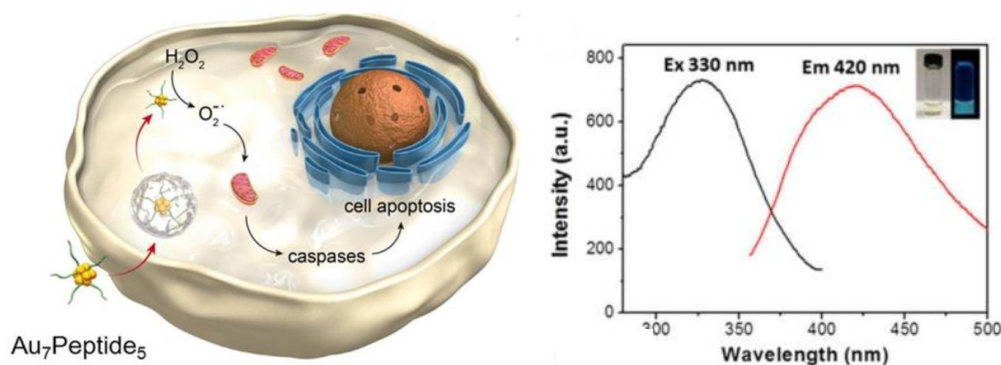 H₂O₂
O₂⁻·
cell apoptosis
caspases
Au₇Peptide₅
Ex 330 nm
Em 420 nm
Intensity (a.u.)
800
600
400
200
0
350
400
450
500
Wavelength (nm)